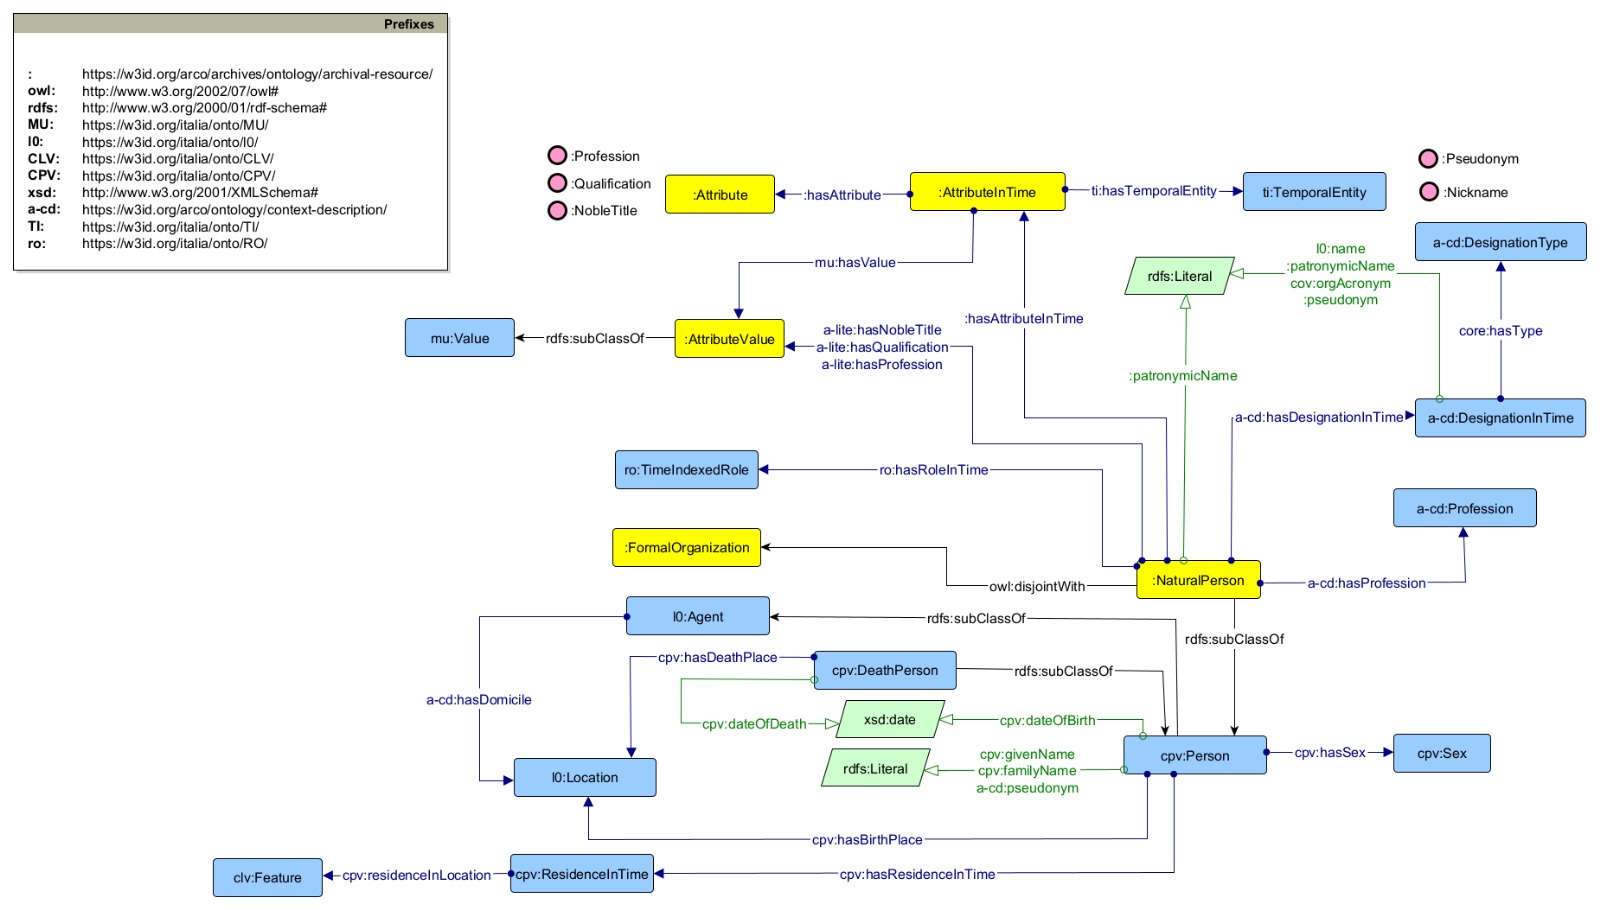 Prefixes
: https://w3id.org/arco/archives/ontology/archival-resource/
owl: http://www.w3.org/2002/07/owl#
rdfs: http://www.w3.org/2000/01/rdf-schema#
MU: https://w3id.org/italia/onto/MU/
l0: https://w3id.org/italia/onto/l0/
CLV: https://w3id.org/italia/onto/CLV/
CPV: https://w3id.org/italia/onto/CPV/
xsd: http://www.w3.org/2001/XMLSchema#
a-cd: https://w3id.org/arco/ontology/context-description/
TI: https://w3id.org/italia/onto/TI/
ro: https://w3id.org/italia/onto/RO/
:Profession
:Qualification
:NobleTitle
:Attribute
:hasAttribute
:AttributeInTime
ti:hasTemporalEntity
ti:TemporalEntity
:Pseudonym
:Nickname
a-cd:DesignationType
mu:hasValue
rdfs:Literal
l0:name
:patronymicName
cov:orgAcronym
:pseudonym
:hasAttributeInTime
core:hasType
mu:Value
rdfs:subClassOf
:AttributeValue
a-lite:hasNobleTitle
a-lite:hasQualification
a-lite:hasProfession
:patronymicName
a-cd:hasDesignationInTime
a-cd:DesignationInTime
ro:TimeIndexedRole
ro:hasRoleInTime
a-cd:Profession
:FormalOrganization
owl:disjointWith
:NaturalPerson
a-cd:hasProfession
l0:Agent
rdfs:subClassOf
rdfs:subClassOf
cpv:hasDeathPlace
cpv:DeathPerson
rdfs:subClassOf
a-cd:hasDomicile
cpv:dateOfDeath
xsd:date
cpv:dateOfBirth
cpv:Person
cpv:hasSex
cpv:Sex
l0:Location
rdfs:Literal
cpv:givenName
cpv:familyName
a-cd:pseudonym
cpv:hasBirthPlace
clv:Feature
cpv:residenceInLocation
cpv:ResidenceInTime
cpv:hasResidenceInTime